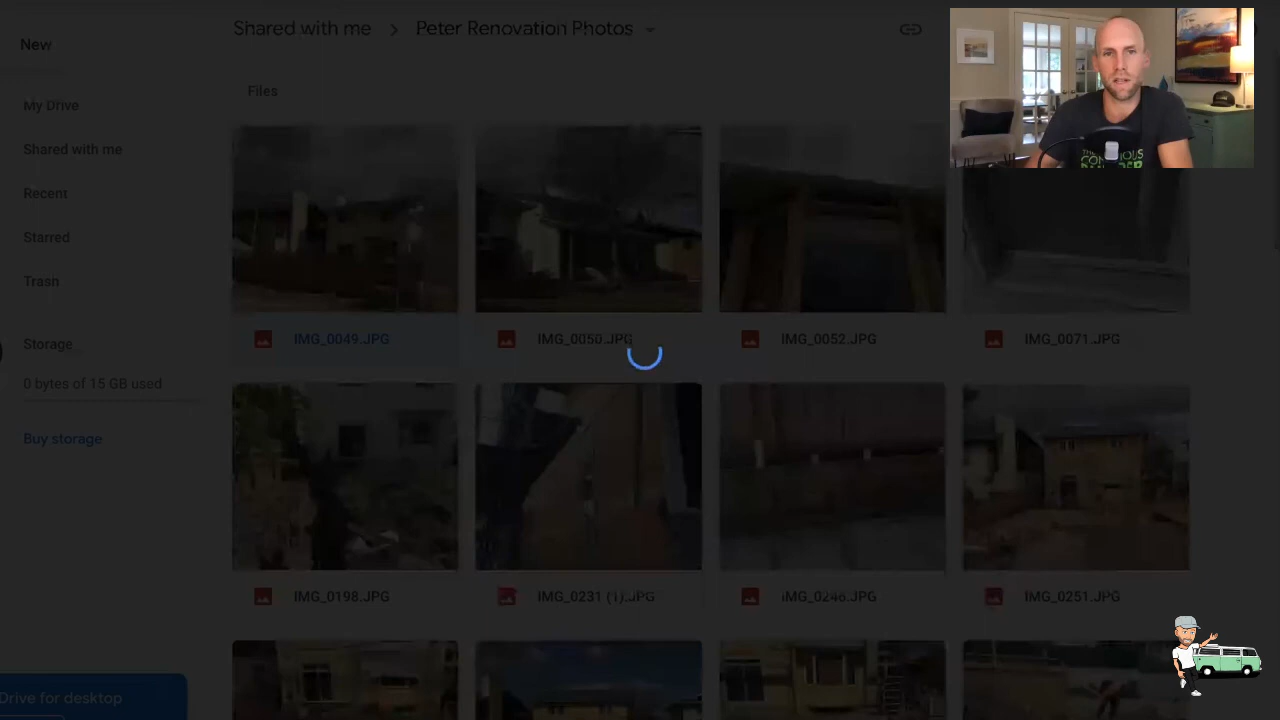 Shared with me
Peter Renovation Photos
New
Files
My Drive
Shared with me
Recent
Starred
Trash
Storage
0 bytes of 15 GB used
Buy storage
IMG_0049.JPG
IMG_0050.JPG
IMG_0052.JPG
IMG_0071.JPG
IMG_0198.JPG
IMG_0231 (1).JPG
IMG_0246.JPG
IMG_0251.JPG
Drive for desktop